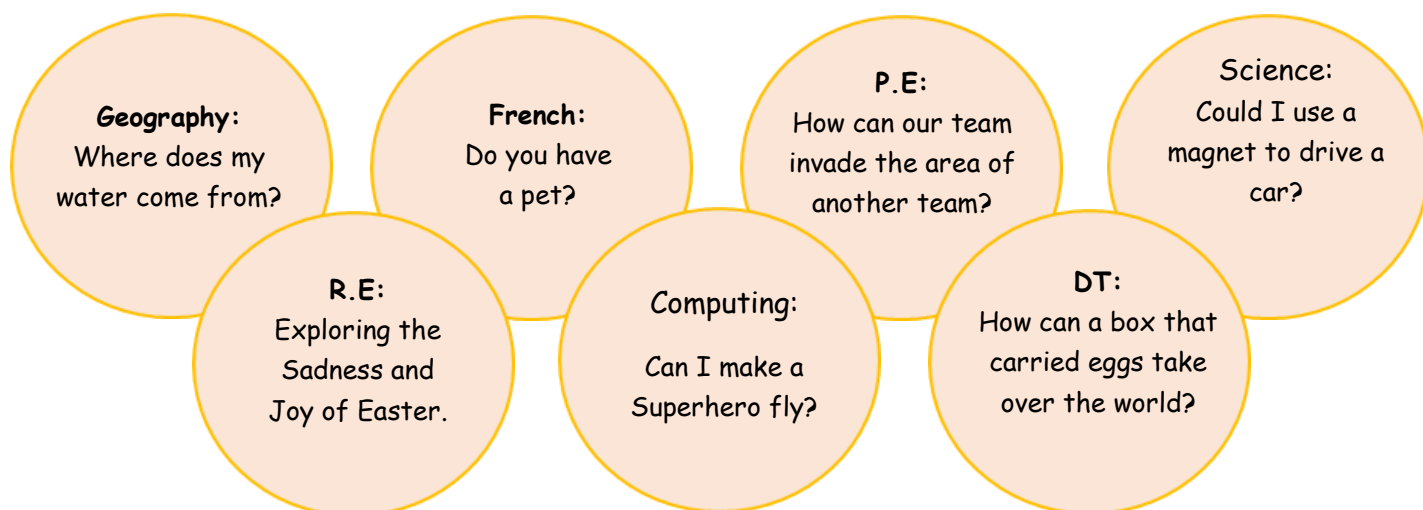 Geography:
Where does my
water come from?
French:
Do you have
a pet?
P.E:
How can our team
invade the area of
another team?
Science:
Could I use a
magnet to drive a
car?
R.E:
Exploring the
Sadness and
Joy of Easter.
Computing:
Can I make a
Superhero fly?
DT:
How can a box that
carried eggs take
over the world?